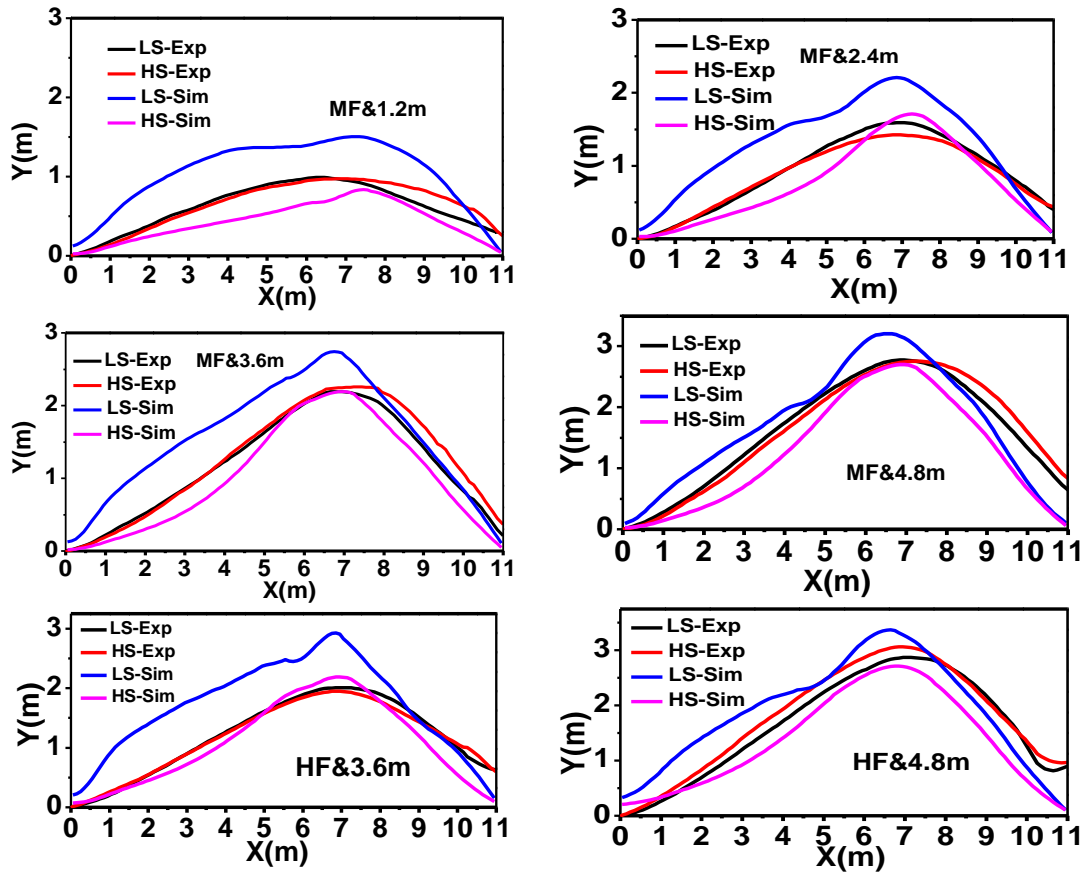 3
2
1
0
Y(m)
LS-Exp
HS-Exp
LS-Sim
HS-Sim
MF&1.2m
0 1 2 3 4 5 6 7 8 9 10 11
X(m)
3
2
1
0
Y(m)
LS-Exp
HS-Exp
LS-Sim
HS-Sim
MF&2.4m
0 1 2 3 4 5 6 7 8 9 10 11
X(m)
3
2
1
0
Y(m)
LS-Exp
HS-Exp
LS-Sim
HS-Sim
MF&3.6m
0 1 2 3 4 5 6 7 8 9 10 11
X(m)
3
2
1
0
Y(m)
LS-Exp
HS-Exp
LS-Sim
HS-Sim
MF&4.8m
0 1 2 3 4 5 6 7 8 9 10 11
X(m)
3
2
1
0
Y(m)
LS-Exp
HS-Exp
LS-Sim
HS-Sim
HF&3.6m
0 1 2 3 4 5 6 7 8 9 10 11
X(m)
3
2
1
0
Y(m)
LS-Exp
HS-Exp
LS-Sim
HS-Sim
HF&4.8m
0 1 2 3 4 5 6 7 8 9 10 11
X(m)